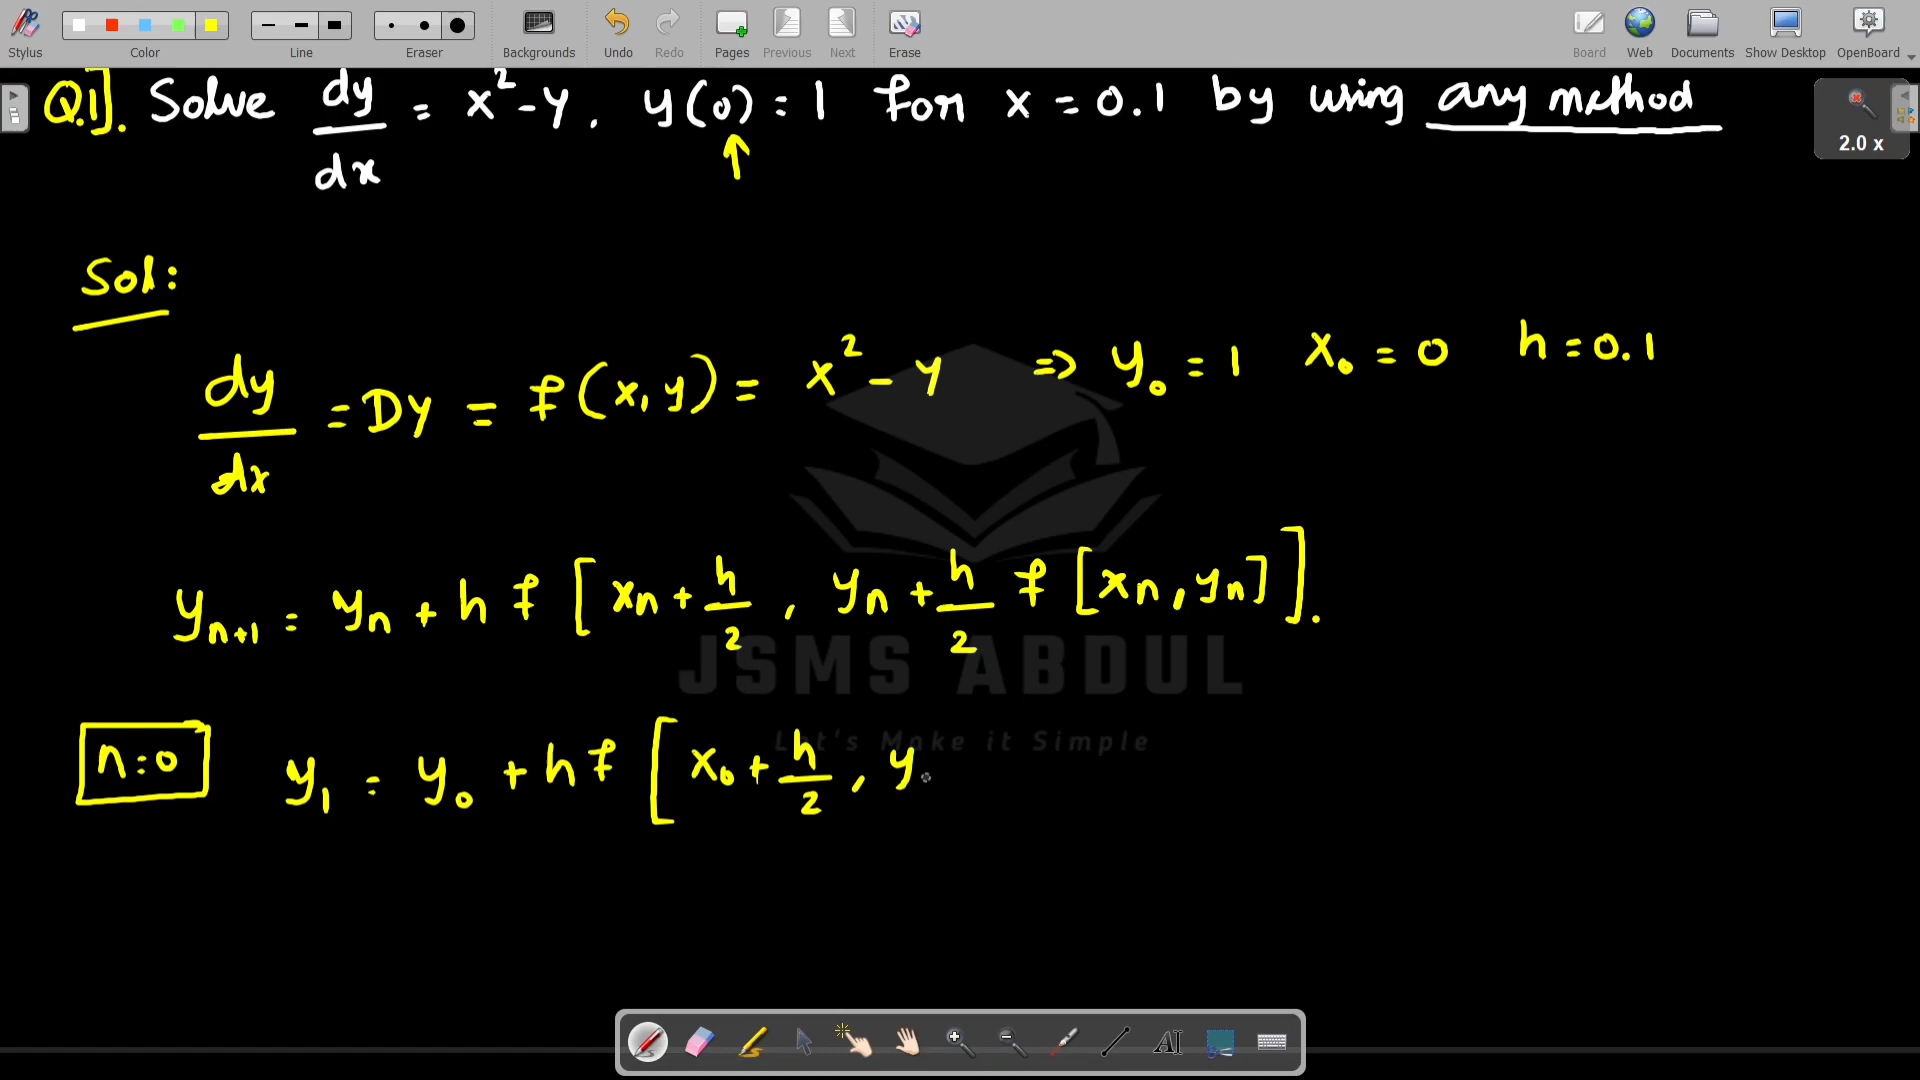 Stylus Color Line Eraser Backgrounds Undo Redo Pages Previous Next Erase Board Web Documents Show Desktop OpenBoard
Q.1]. Solve dy/dx = x²-y, y(0)=1 for x=0.1 by using any method
2.0 x
Sol:
dy/dx = Dy = f(x,y) = x²-y ⇒ y₀=1 x₀=0 h=0.1
yₙ₊₁ = yₙ + h f [xₙ + h/2, yₙ + h/2 f [xₙ, yₙ]].
JSMS ABDUL
Let's Make it Simple
n=0 y₁ = y₀ + h f [x₀ + h/2, y
AI